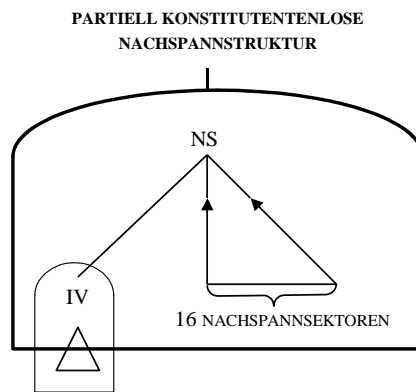 PARTIELL KONSTITUTENTENLOSE
NACHSPANNSTRUKTUR
NS
IV
16 NACHSPANNSEKTOREN